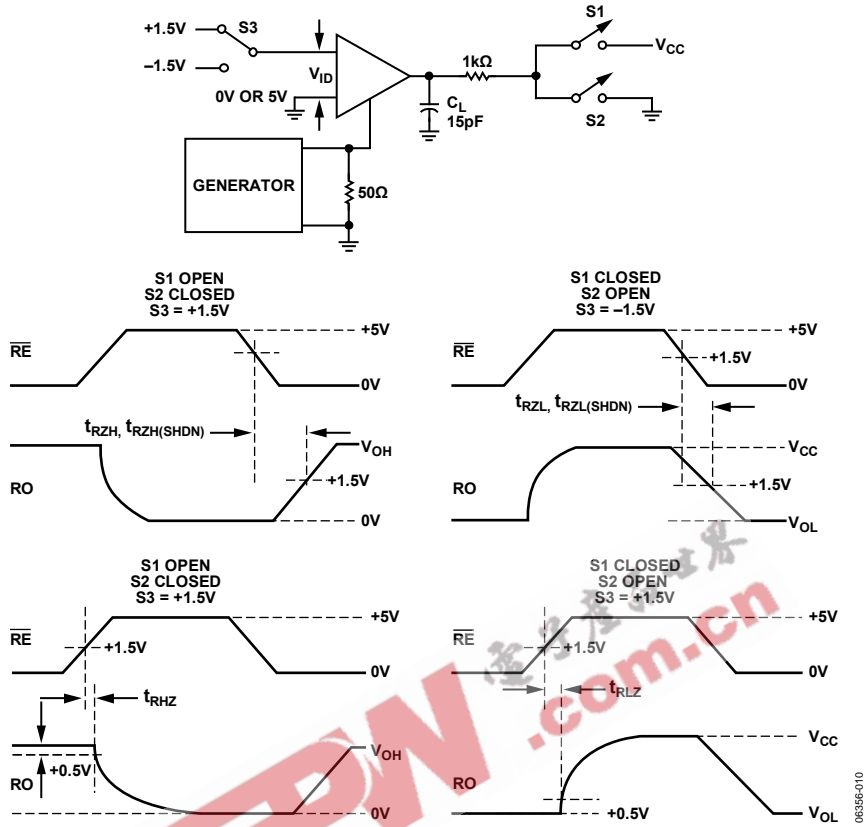 +1.5V
S3
–1.5V
V_ID
0V OR 5V
1kΩ
S1
V_CC
C_L
15pF
S2
GENERATOR
50Ω
S1 OPEN
S2 CLOSED
S3 = +1.5V
+5V
RE
0V
t_RZH, t_RZH(SHDN)
V_OH
+1.5V
RO
0V
S1 CLOSED
S2 OPEN
S3 = –1.5V
+5V
RE
+1.5V
0V
t_RZL, t_RZL(SHDN)
V_CC
RO
+1.5V
V_OL
S1 OPEN
S2 CLOSED
S3 = +1.5V
+5V
RE
+1.5V
0V
t_RHZ
V_OH
RO
+0.5V
0V
S1 CLOSED
S2 OPEN
S3 = +1.5V
+5V
RE
+1.5V
0V
t_RLZ
V_CC
RO
+0.5V
V_OL
06356-010
.com.cn